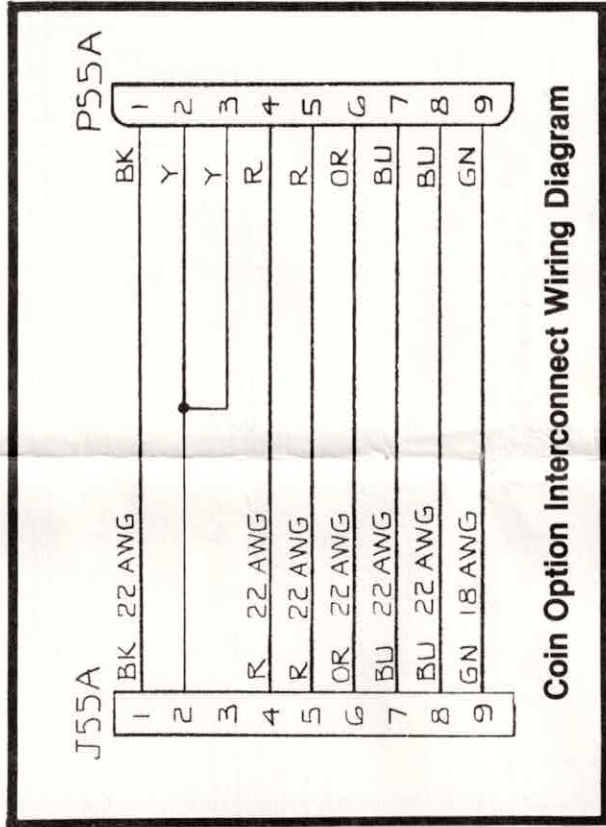 J55A P55A
1 BK 22 AWG BK 1
2 Y 2
3 Y 3
4 R 22 AWG R 4
5 R 22 AWG R 5
6 OR 22 AWG OR 6
7 BU 22 AWG BU 7
8 BU 22 AWG BU 8
9 GN 18 AWG GN 9
Coin Option Interconnect Wiring Diagram